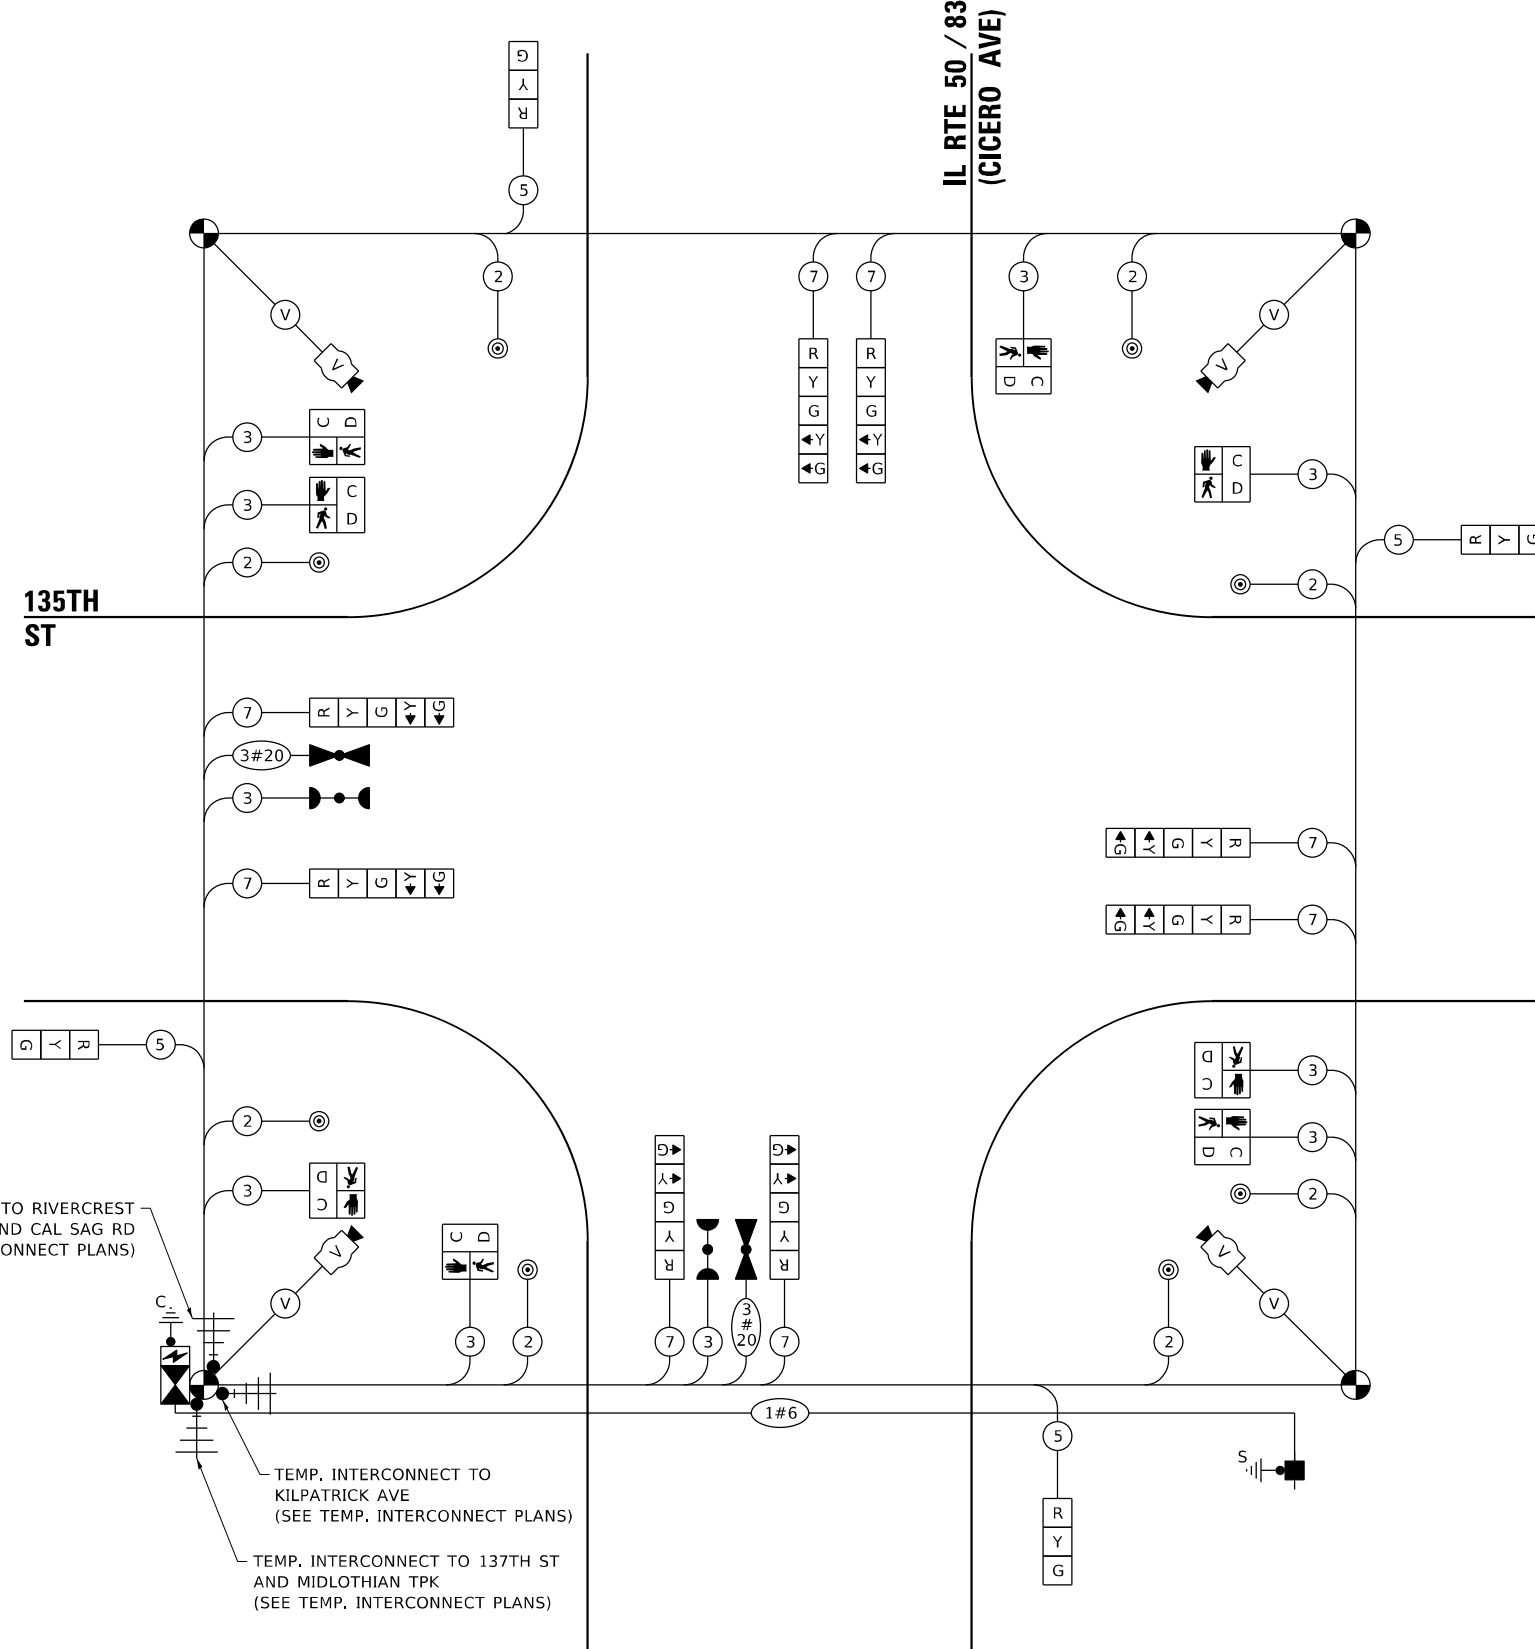 IL RTE 50 / 83
(CICERO AVE)
G
Y
R
5
2
7
7
3
2
V
V
V
V
R
Y
G
Y
G
R
Y
G
Y
G
D C
3
C D
3
C
D
2
3
C
D
5
R Y G
2
135TH
ST
7
R Y G Y G
3#20
3
7
R Y G Y G
G Y G Y R
7
G Y G Y R
7
G Y R
5
2
3
D
C
D
C
3
D C
3
2
TO RIVERCREST
ND CAL SAG RD
ONNECT PLANS)
C
V
V
C D
3
2
G
Y
G
Y
R
7
3
3
#
20
G
Y
G
Y
R
7
2
V
V
1#6
5
R
Y
G
S
TEMP. INTERCONNECT TO
KILPATRICK AVE
(SEE TEMP. INTERCONNECT PLANS)
TEMP. INTERCONNECT TO 137TH ST
AND MIDLOTHIAN TPK
(SEE TEMP. INTERCONNECT PLANS)